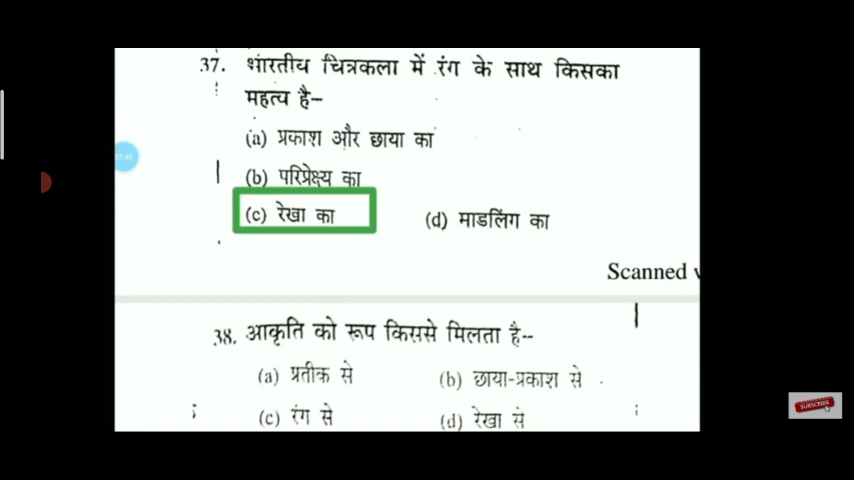 37. भारतीय चित्रकला में रंग के साथ किसका
महत्व है–
(a) प्रकाश और छाया का
(b) परिप्रेक्ष्य का
(c) रेखा का (d) माडलिंग का
Scanned
38. आकृति को रूप किससे मिलता है–
(a) प्रतीक से (b) छाया-प्रकाश से
(c) रंग से (d) रेखा से
SUBSCRIBE